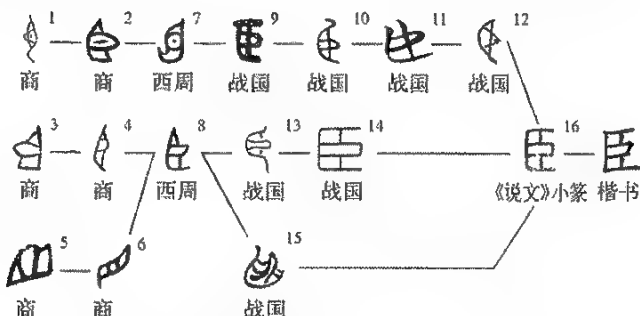 1 2 7 9 10 11 12
商 商 西周 战国 战国 战国 战国
3 4 8 13 14 16 臣
商 商 西周 战国 战国 《说文》小篆 楷书
5 6 15
商 商 战国